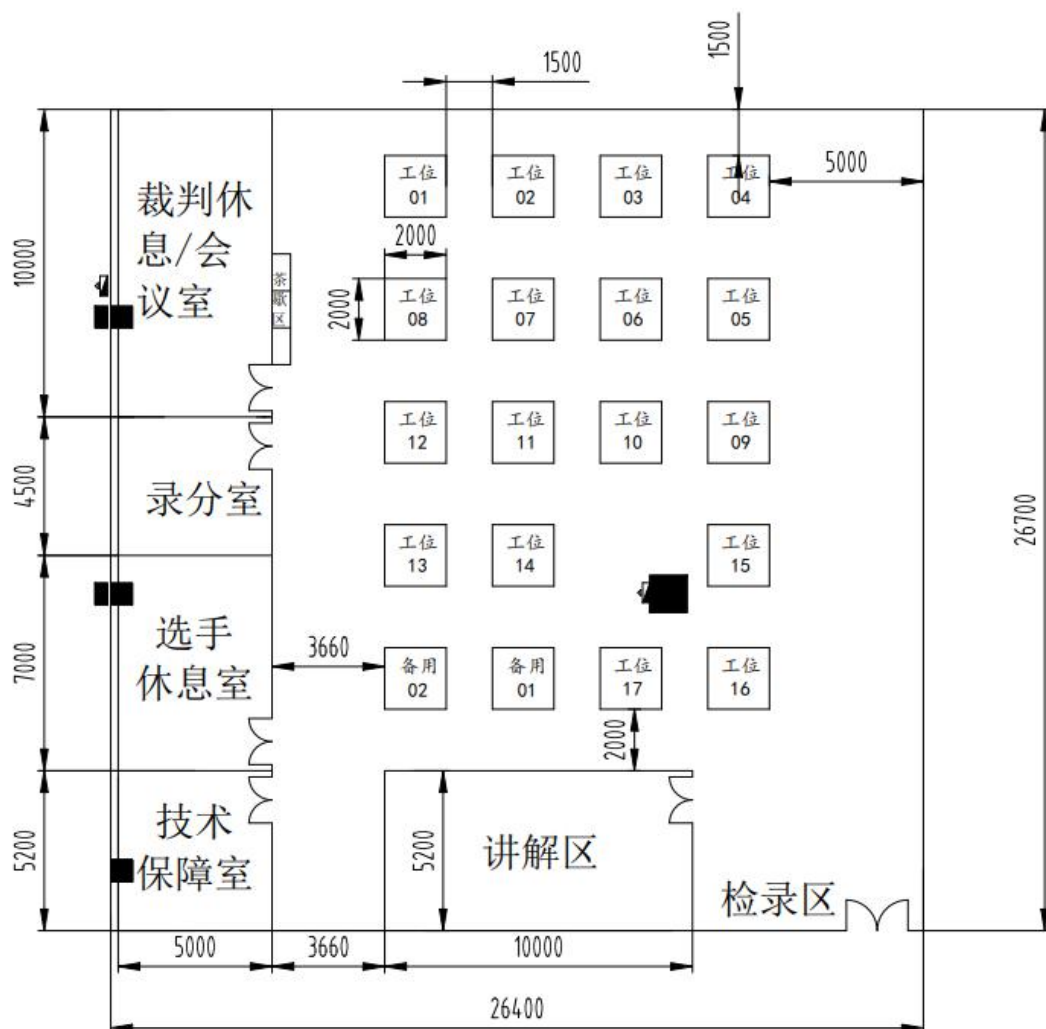 1500
1500
5000
工位
01
工位
02
工位
03
工位
04
裁判休
息/会
议室
10000
2000
茶
歇
区
2000
工位
08
工位
07
工位
06
工位
05
工位
12
工位
11
工位
10
工位
09
4500
录分室
26700
工位
13
工位
14
工位
15
7000
选手
休息室
3660
备用
02
备用
01
工位
17
工位
16
2000
5200
技术
保障室
5200
讲解区
检录区
5000
3660
10000
26400